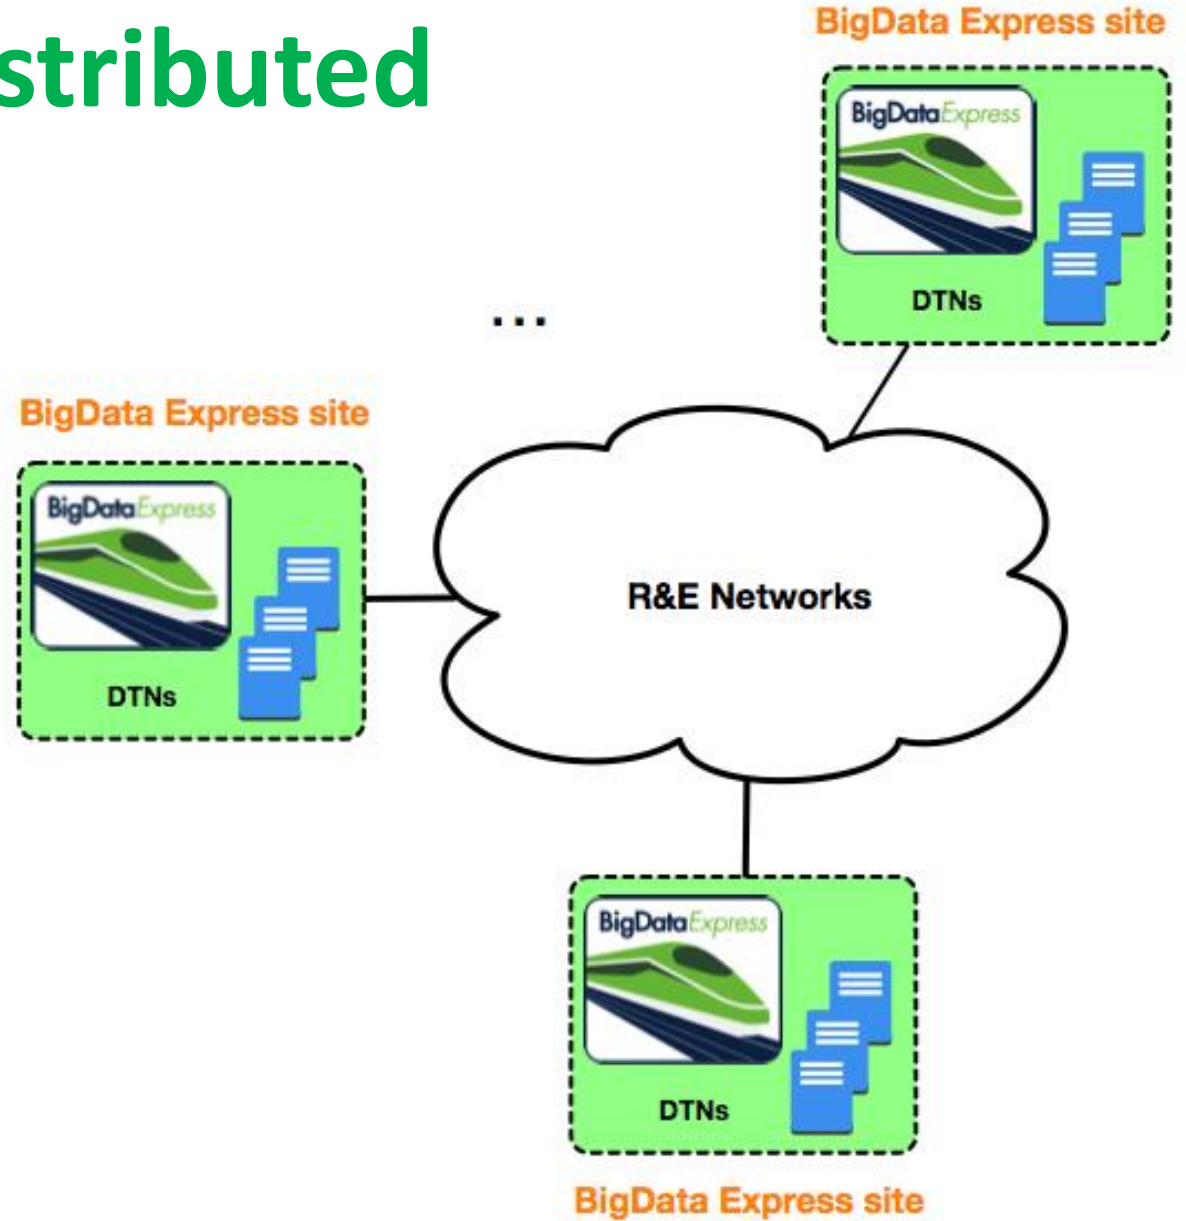 stributed
BigData Express site
BigDataExpress
DTNs
...
BigData Express site
BigDataExpress
DTNs
R&E Networks
BigDataExpress
DTNs
BigData Express site